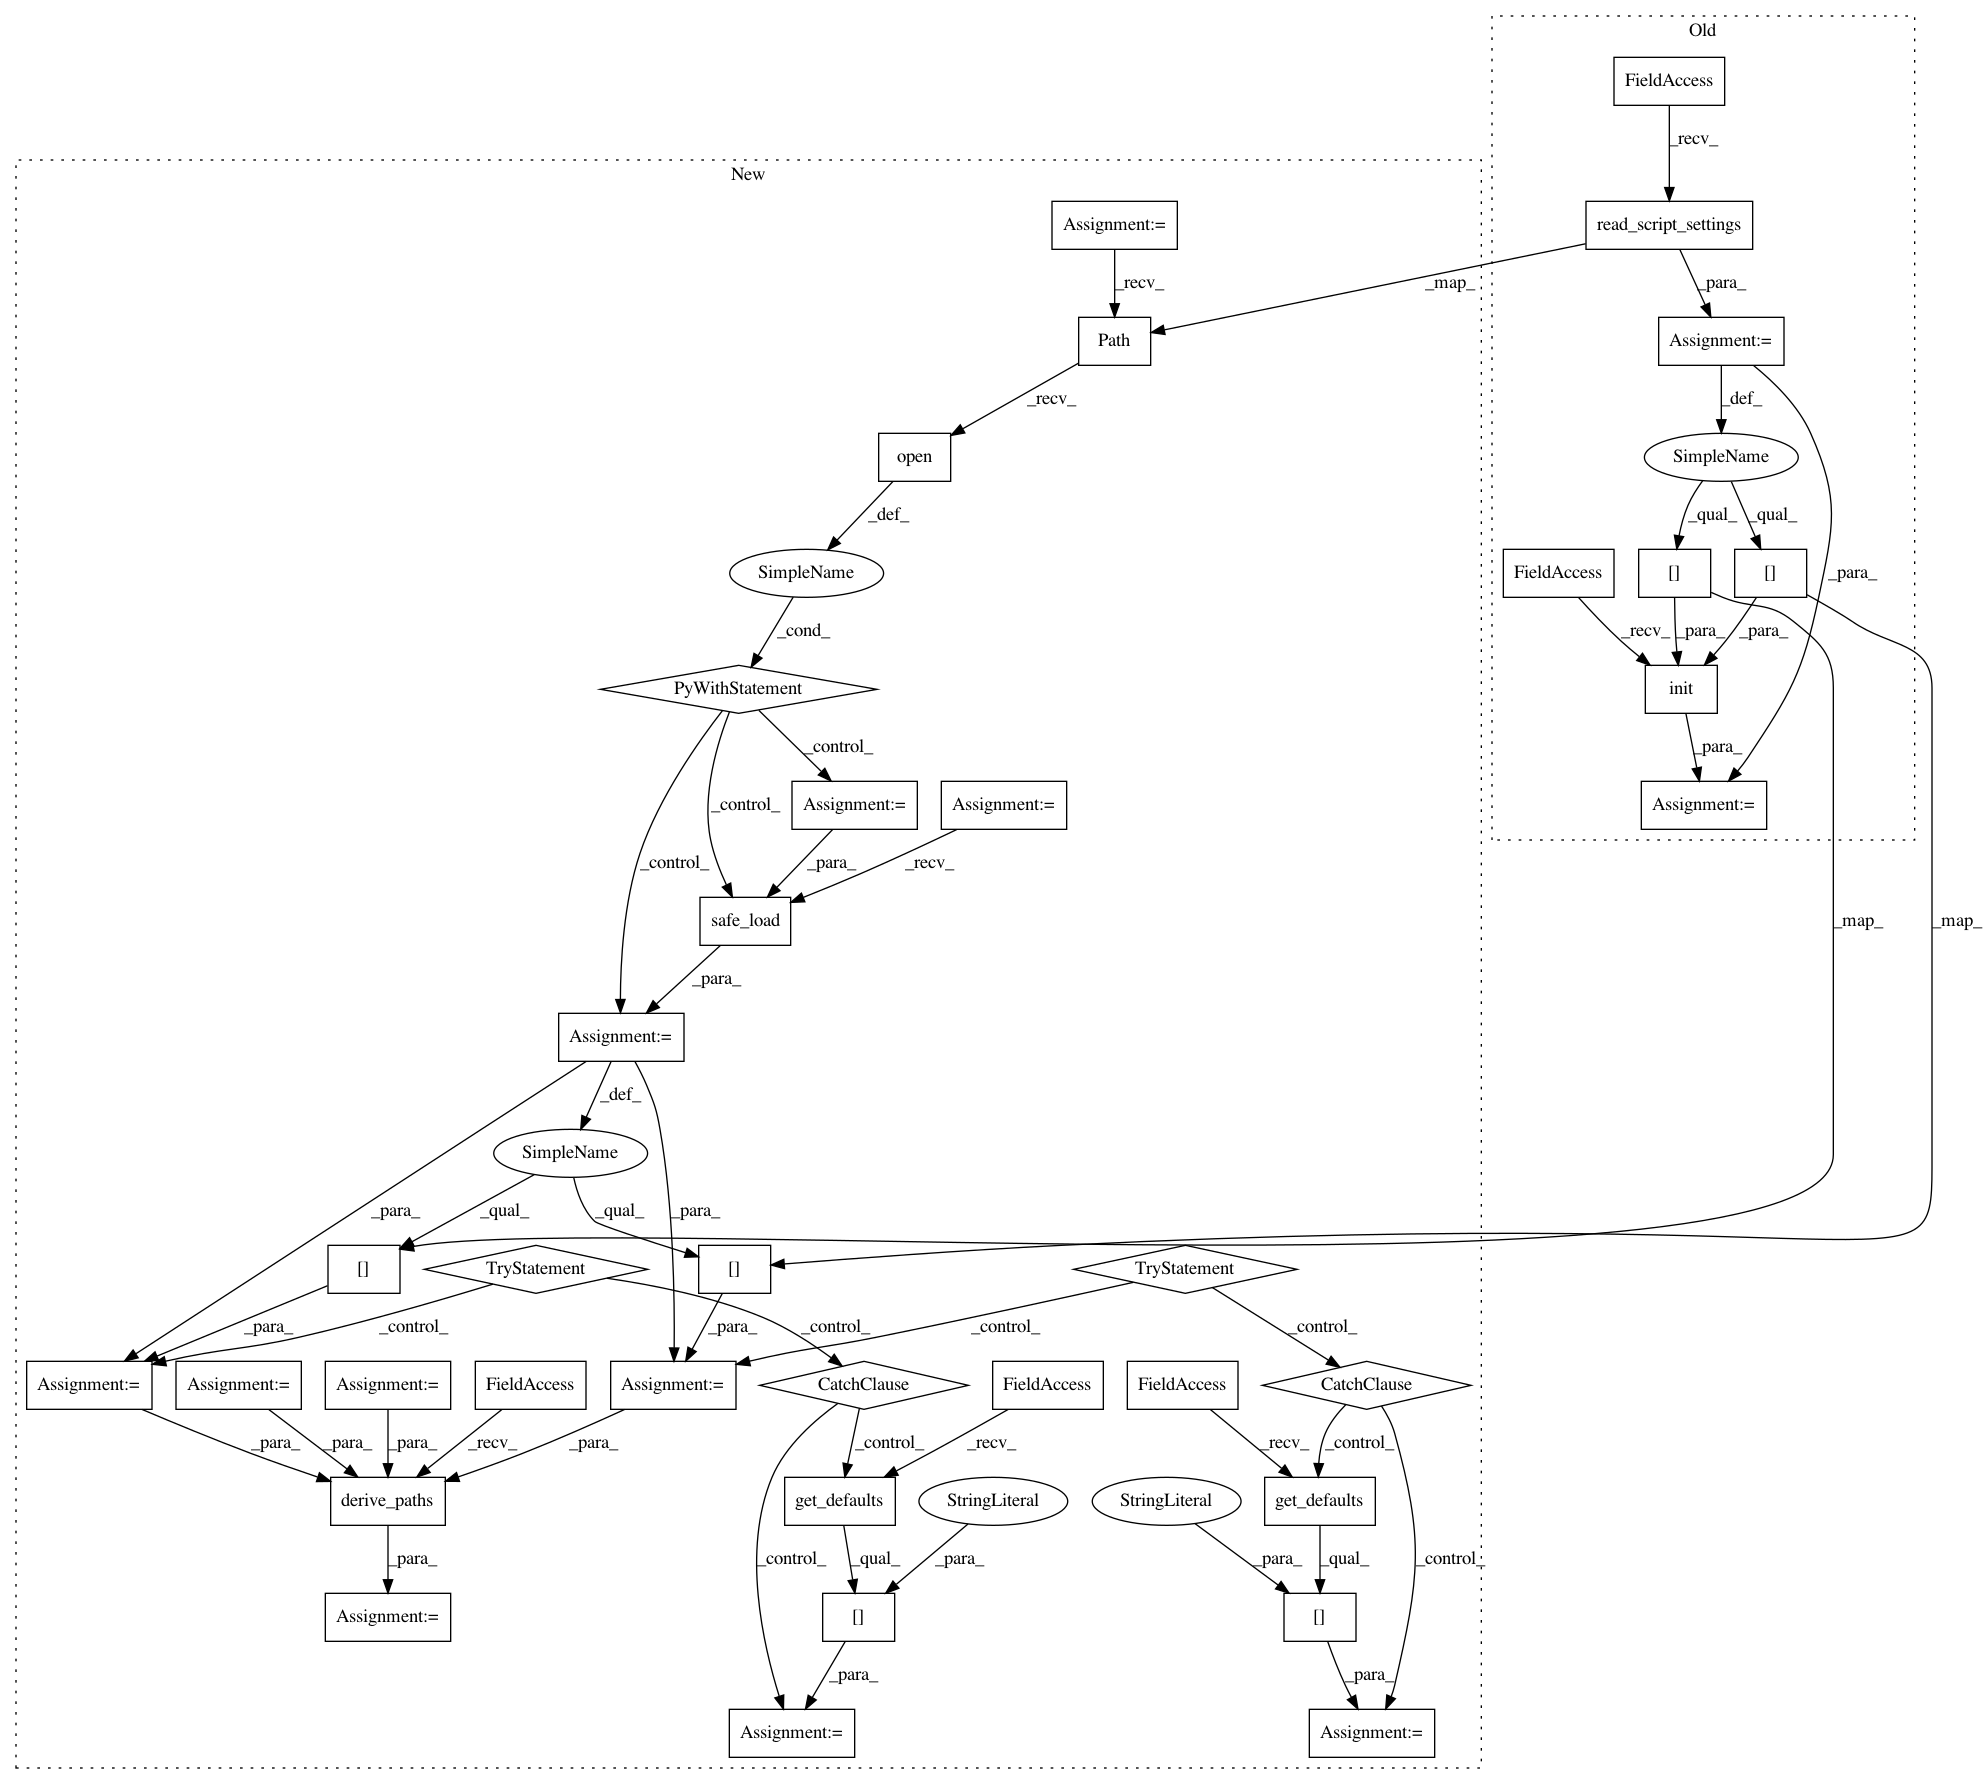 Old
FieldAccess
_recv_
New
Assignment:=
read_script_settings
_recv_
_map_
_para_
Path
Assignment:=
_recv_
_def_
open
SimpleName
_def_
_qual_
_qual_
SimpleName
FieldAccess
[]
[]
_para_
_cond_
_recv_
_para_
_para_
PyWithStatement
init
_control_
_para_
_control_
Assignment:=
Assignment:=
Assignment:=
_control_
_para_
_recv_
safe_load
_map_
_map_
_para_
Assignment:=
_def_
SimpleName
_para_
_qual_
_qual_
_para_
[]
TryStatement
[]
TryStatement
_para_
_control_
_para_
_control_
_control_
_control_
Assignment:=
Assignment:=
Assignment:=
FieldAccess
Assignment:=
CatchClause
FieldAccess
FieldAccess
CatchClause
_para_
_para_
_para_
_recv_
_para_
_control_
_recv_
_recv_
_control_
derive_paths
get_defaults
StringLiteral
StringLiteral
get_defaults
_para_
_control_
_qual_
_para_
_para_
_qual_
_control_
Assignment:=
[]
[]
_para_
_para_
Assignment:=
Assignment:=